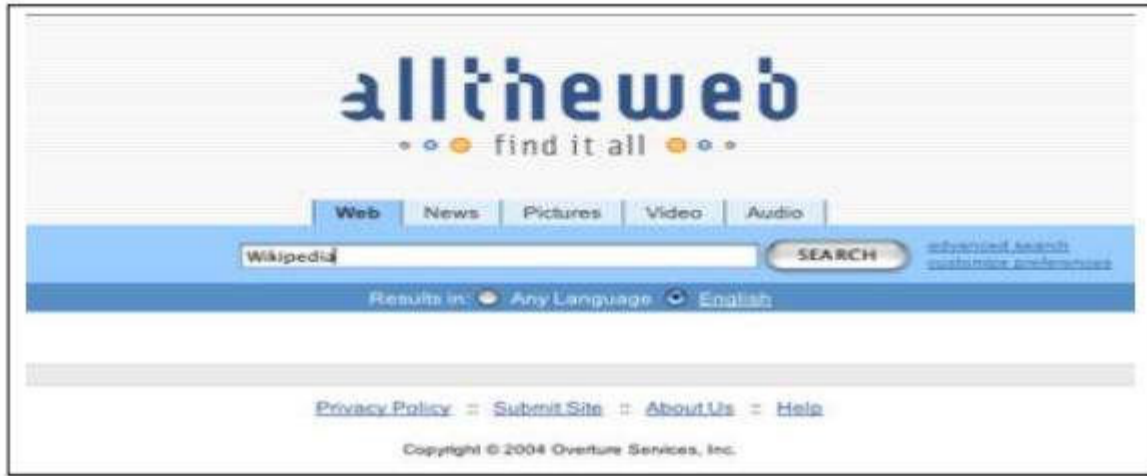 alltheweb
find it all
Web News Pictures Video Audio
Wikipedia SEARCH advanced search
customize preferences
Results in: Any Language English
Privacy Policy :: Submit Site :: About Us :: Help
Copyright © 2004 Overture Services, Inc.